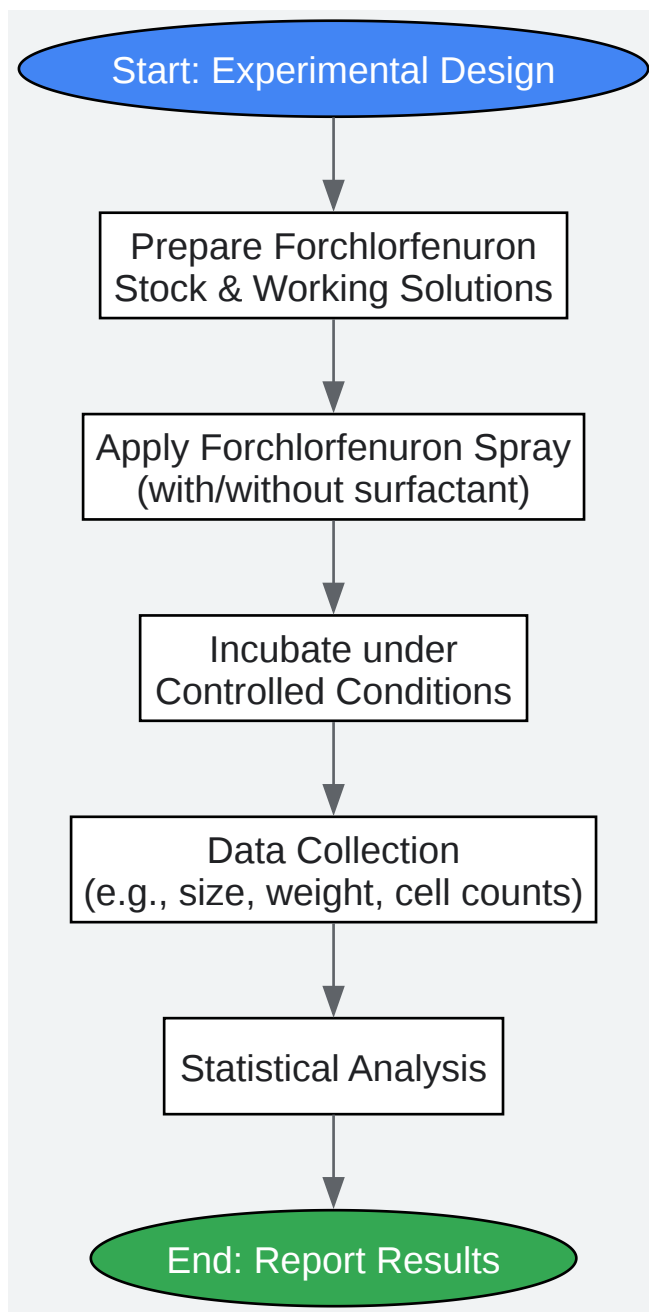 Start: Experimental Design
Prepare Forchlorfenuron
Stock & Working Solutions
Apply Forchlorfenuron Spray
(with/without surfactant)
Incubate under
Controlled Conditions
Data Collection
(e.g., size, weight, cell counts)
Statistical Analysis
End: Report Results